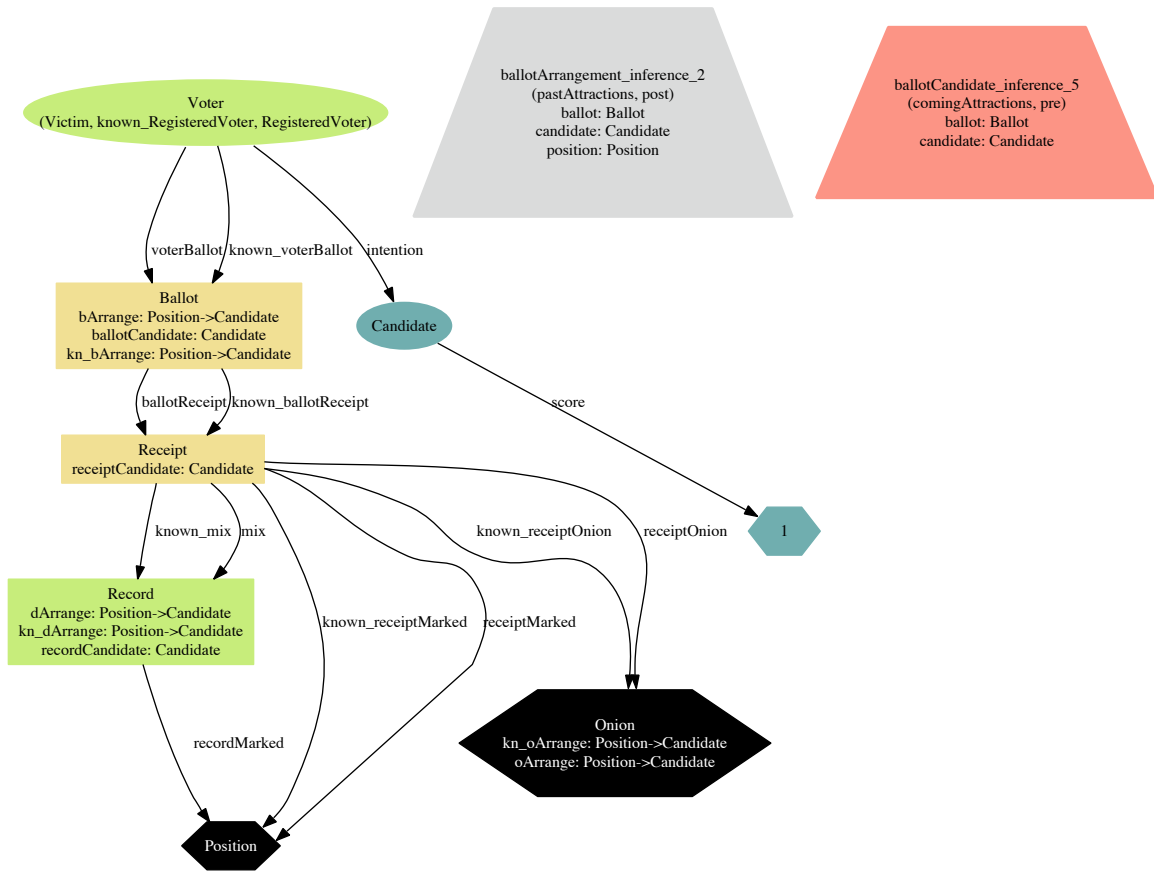 ballotArrangement_inference_2
(pastAttractions, post)
ballot: Ballot
candidate: Candidate
position: Position
ballotCandidate_inference_5
(comingAttractions, pre)
ballot: Ballot
candidate: Candidate
Voter
(Victim, known_RegisteredVoter, RegisteredVoter)
voterBallot
known_voterBallot
intention
Ballot
bArrange: Position->Candidate
ballotCandidate: Candidate
kn_bArrange: Position->Candidate
Candidate
ballotReceipt
known_ballotReceipt
score
Receipt
receiptCandidate: Candidate
known_mix
mix
known_receiptOnion
receiptOnion
1
Record
dArrange: Position->Candidate
kn_dArrange: Position->Candidate
recordCandidate: Candidate
known_receiptMarked
receiptMarked
recordMarked
Onion
kn_oArrange: Position->Candidate
oArrange: Position->Candidate
Position